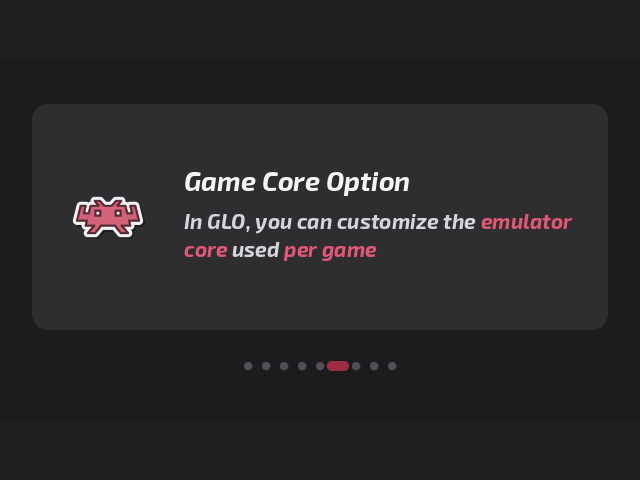 Game Core Option
In GLO, you can customize the emulator
core used per game